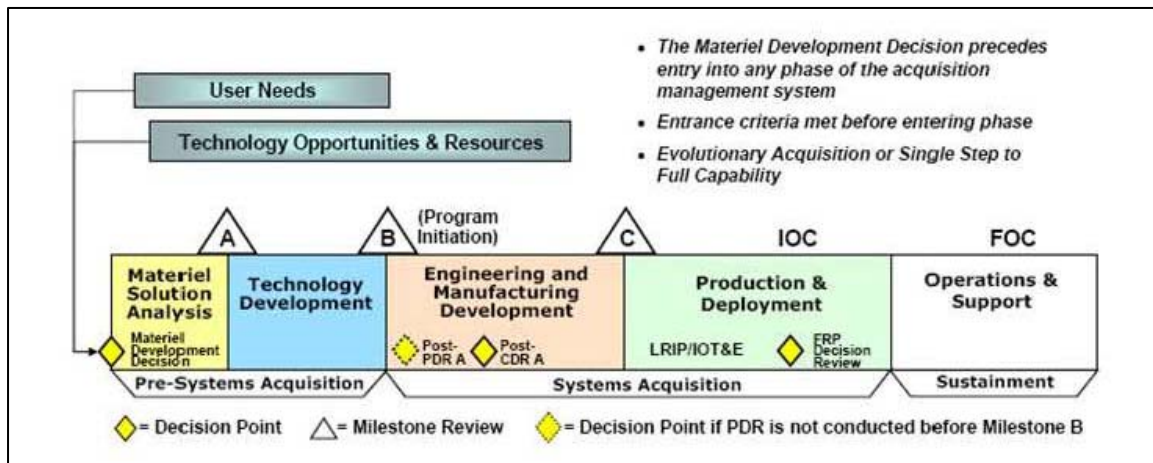 • The Materiel Development Decision precedes
entry into any phase of the acquisition
management system
• Entrance criteria met before entering phase
• Evolutionary Acquisition or Single Step to
Full Capability
User Needs
Technology Opportunities & Resources
A
B
(Program
Initiation)
C
IOC
FOC
Materiel
Solution
Analysis
Materiel
Development
Decision
Technology
Development
Engineering and
Manufacturing
Development
Post-
PDR A
Post-
CDR A
Production &
Deployment
LRIP/IOT&E
FRP
Decision
Review
Operations &
Support
Pre-Systems Acquisition
Systems Acquisition
Sustainment
= Decision Point
= Milestone Review
= Decision Point if PDR is not conducted before Milestone B